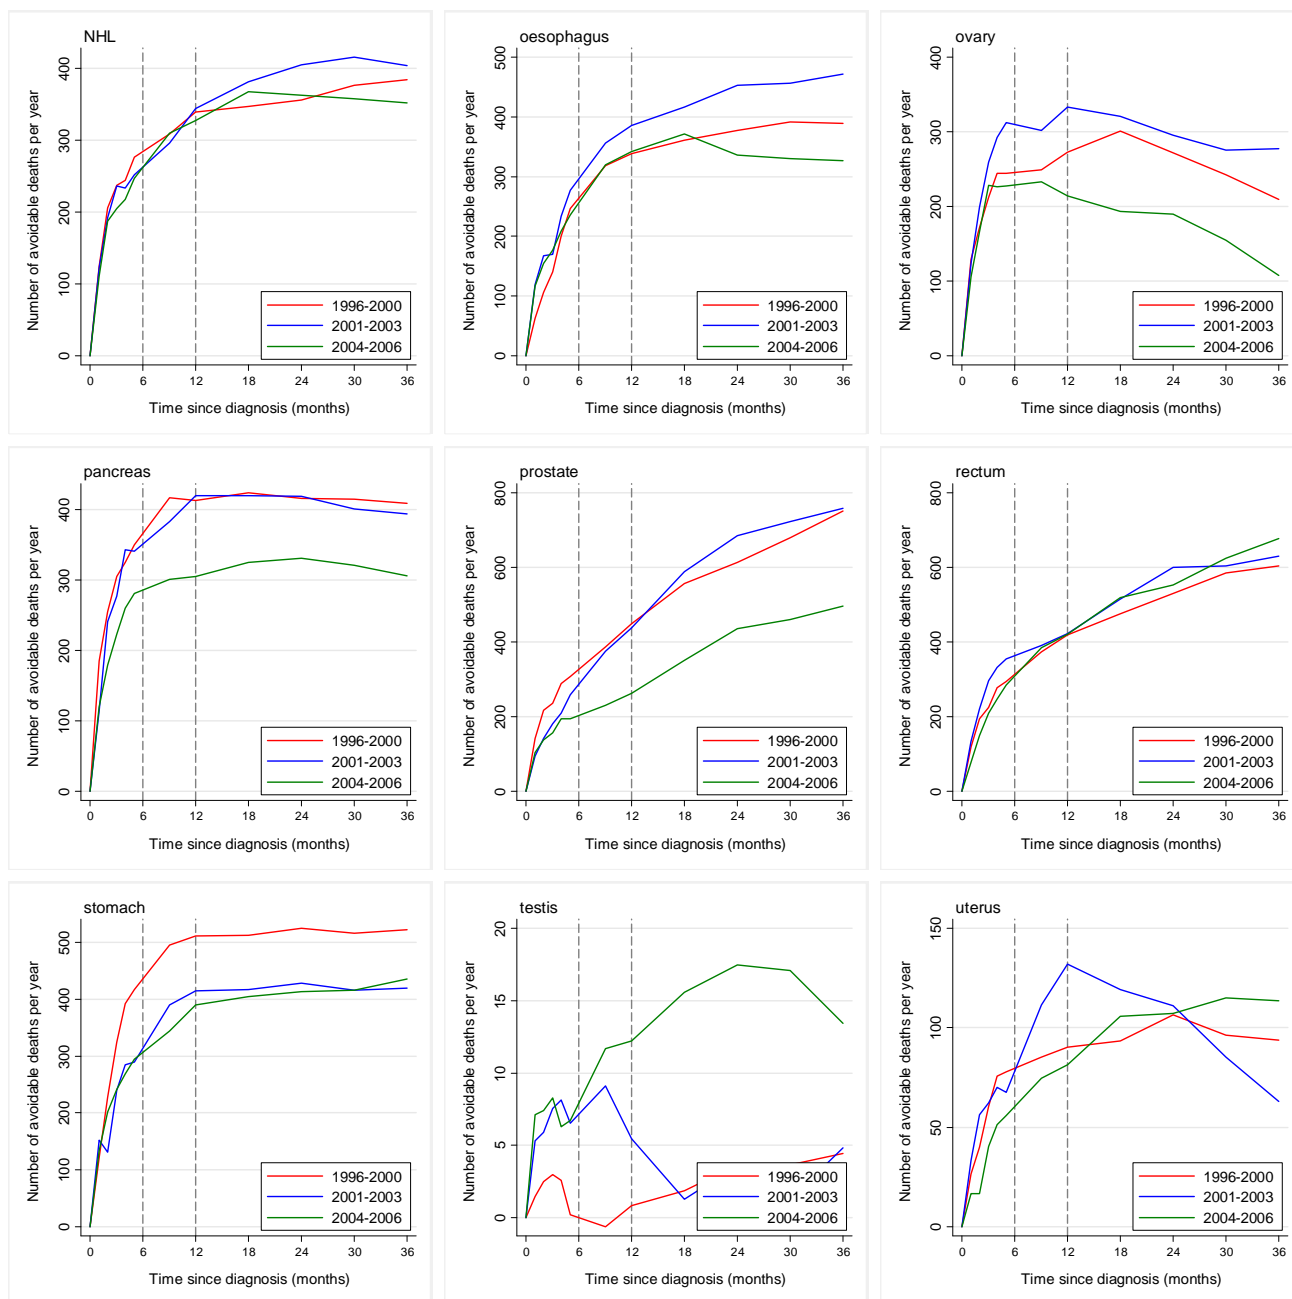 NHL
Number of avoidable deaths per year
0
100
200
300
400
0 6 12 18 24 30 36
Time since diagnosis (months)
1996-2000
2001-2003
2004-2006
oesophagus
Number of avoidable deaths per year
0
100
200
300
400
500
0 6 12 18 24 30 36
Time since diagnosis (months)
1996-2000
2001-2003
2004-2006
ovary
Number of avoidable deaths per year
0
100
200
300
400
0 6 12 18 24 30 36
Time since diagnosis (months)
1996-2000
2001-2003
2004-2006
pancreas
Number of avoidable deaths per year
0
100
200
300
400
0 6 12 18 24 30 36
Time since diagnosis (months)
1996-2000
2001-2003
2004-2006
prostate
Number of avoidable deaths per year
0
200
400
600
800
0 6 12 18 24 30 36
Time since diagnosis (months)
1996-2000
2001-2003
2004-2006
rectum
Number of avoidable deaths per year
0
200
400
600
800
0 6 12 18 24 30 36
Time since diagnosis (months)
1996-2000
2001-2003
2004-2006
stomach
Number of avoidable deaths per year
0
100
200
300
400
500
0 6 12 18 24 30 36
Time since diagnosis (months)
1996-2000
2001-2003
2004-2006
testis
Number of avoidable deaths per year
0
5
10
15
20
0 6 12 18 24 30 36
Time since diagnosis (months)
1996-2000
2001-2003
2004-2006
uterus
Number of avoidable deaths per year
0
50
100
150
0 6 12 18 24 30 36
Time since diagnosis (months)
1996-2000
2001-2003
2004-2006